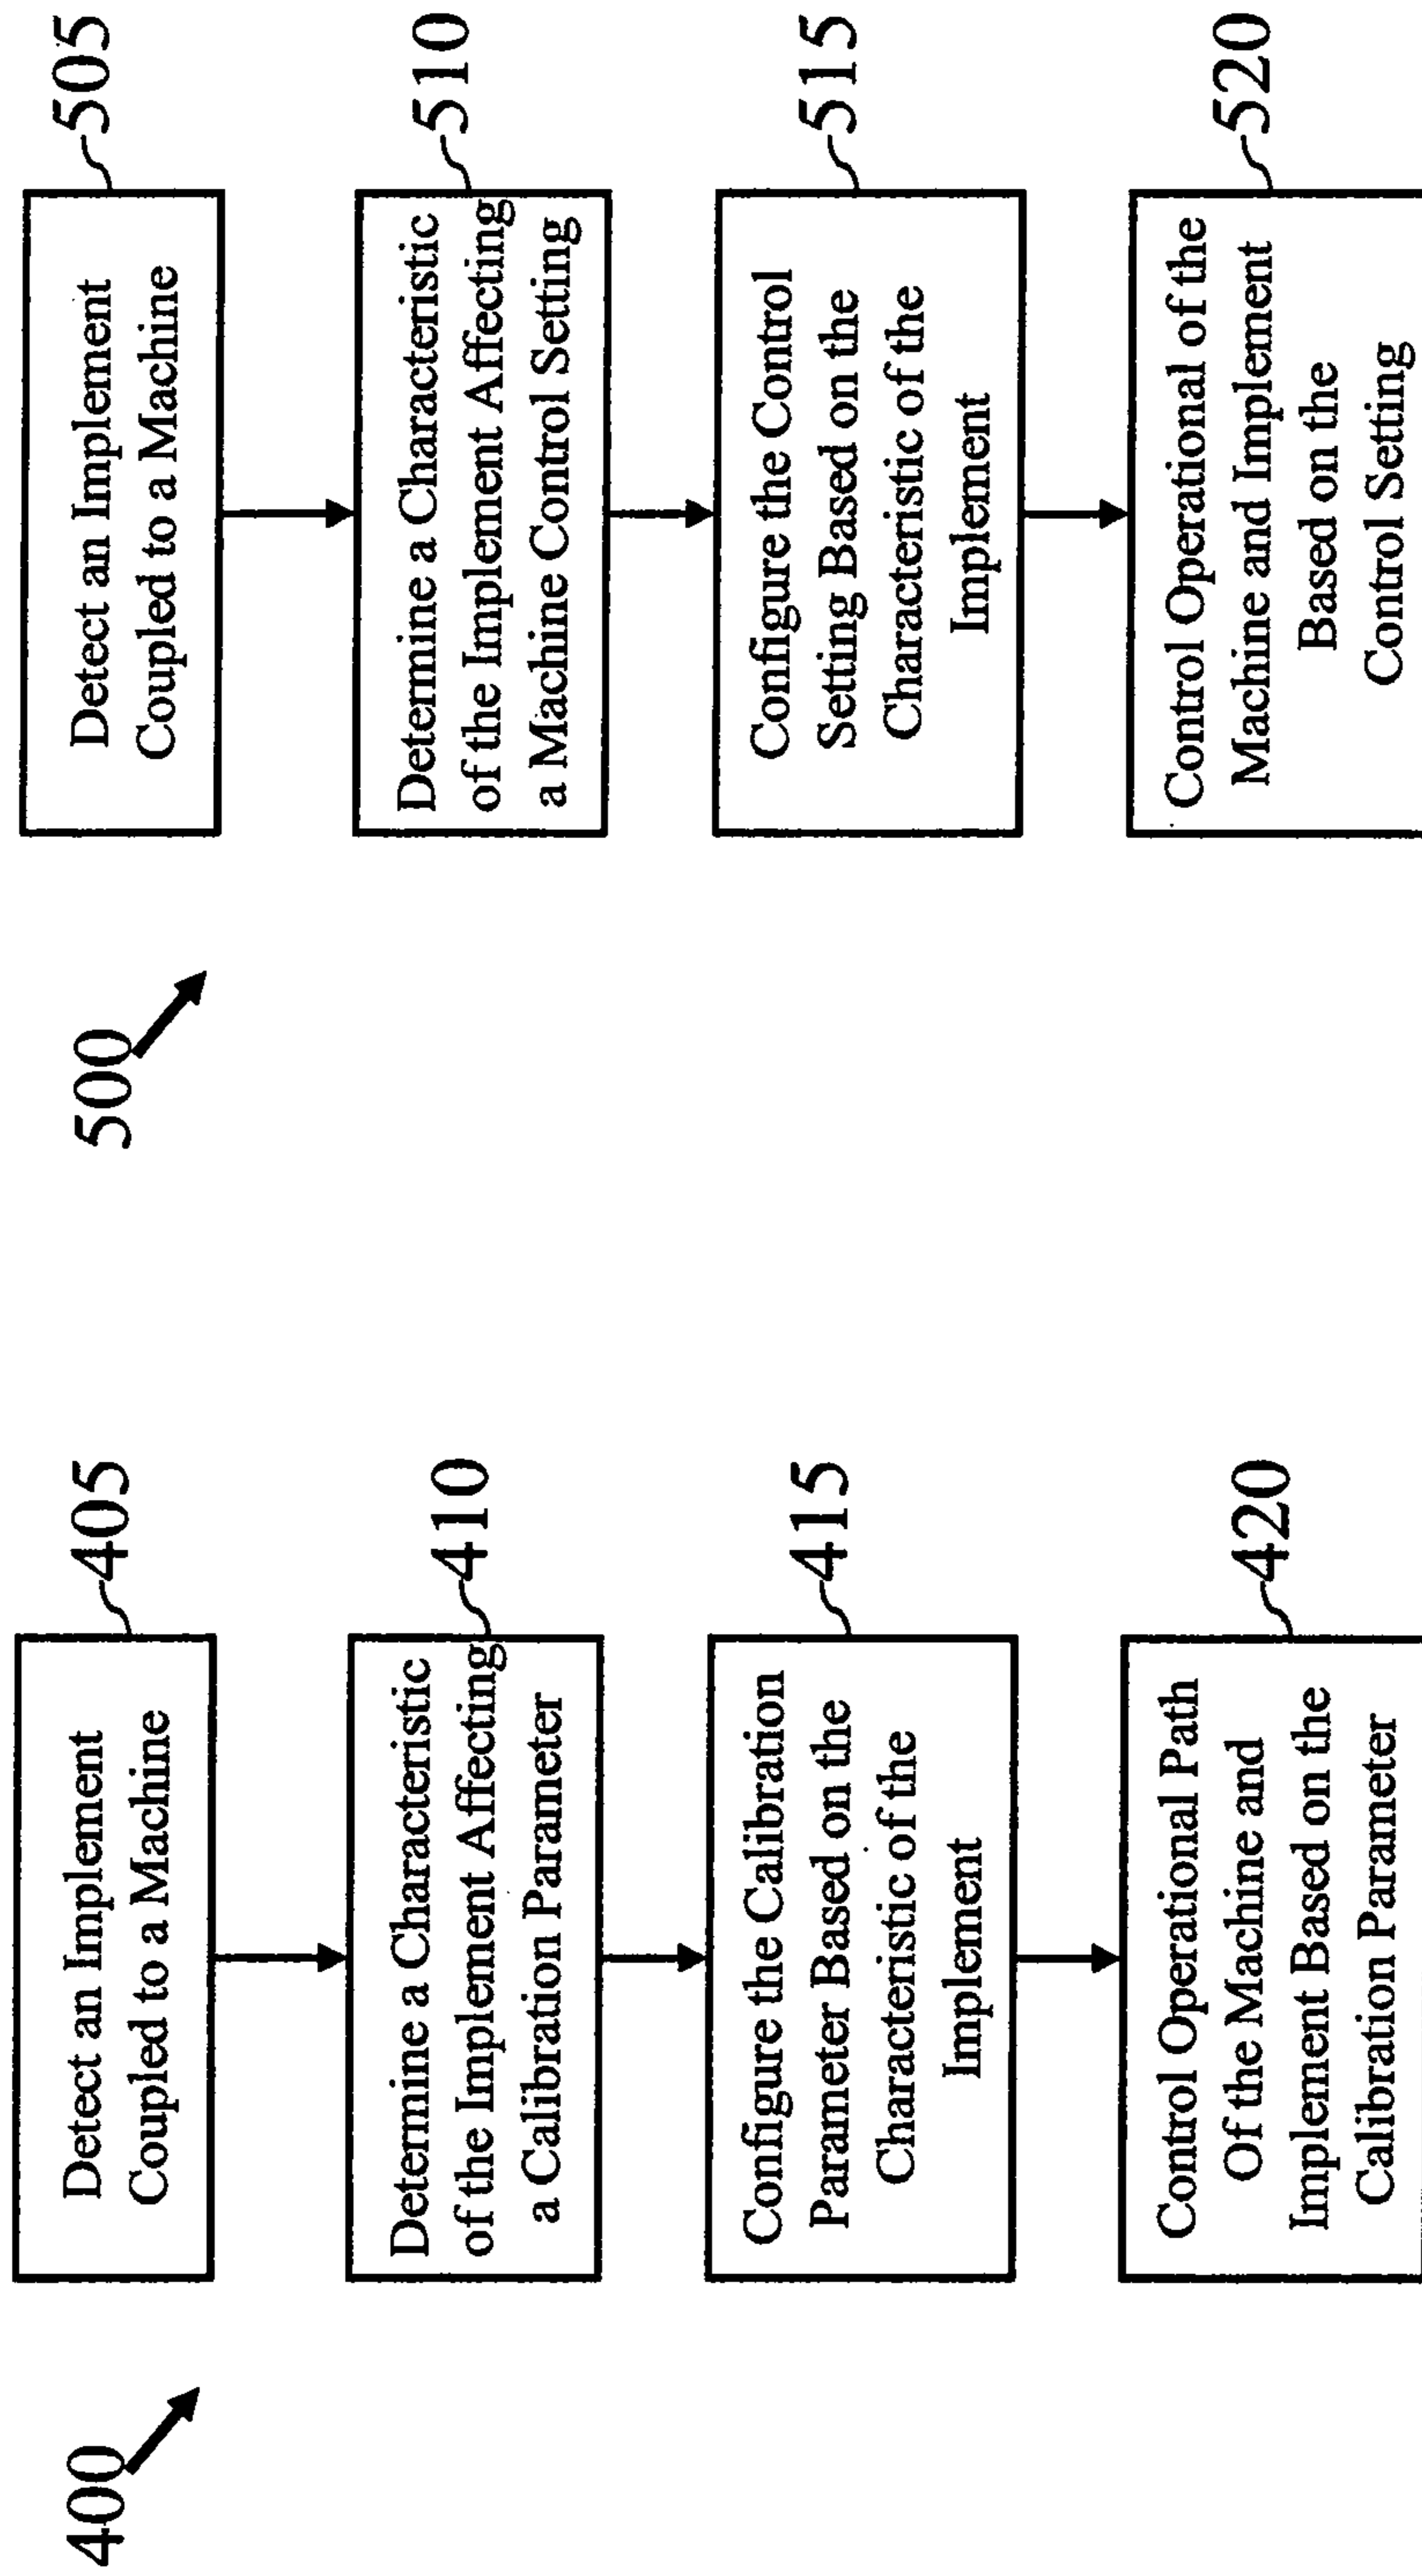 400
Detect an Implement
Coupled to a Machine
405
Determine a Characteristic
of the Implement Affecting
a Calibration Parameter
410
Configure the Calibration
Parameter Based on the
Characteristic of the
Implement
415
Control Operational Path
Of the Machine and
Implement Based on the
Calibration Parameter
420
500
Detect an Implement
Coupled to a Machine
505
Determine a Characteristic
of the Implement Affecting
a Machine Control Setting
510
Configure the Control
Setting Based on the
Characteristic of the
Implement
515
Control Operational of the
Machine and Implement
Based on the
Control Setting
520